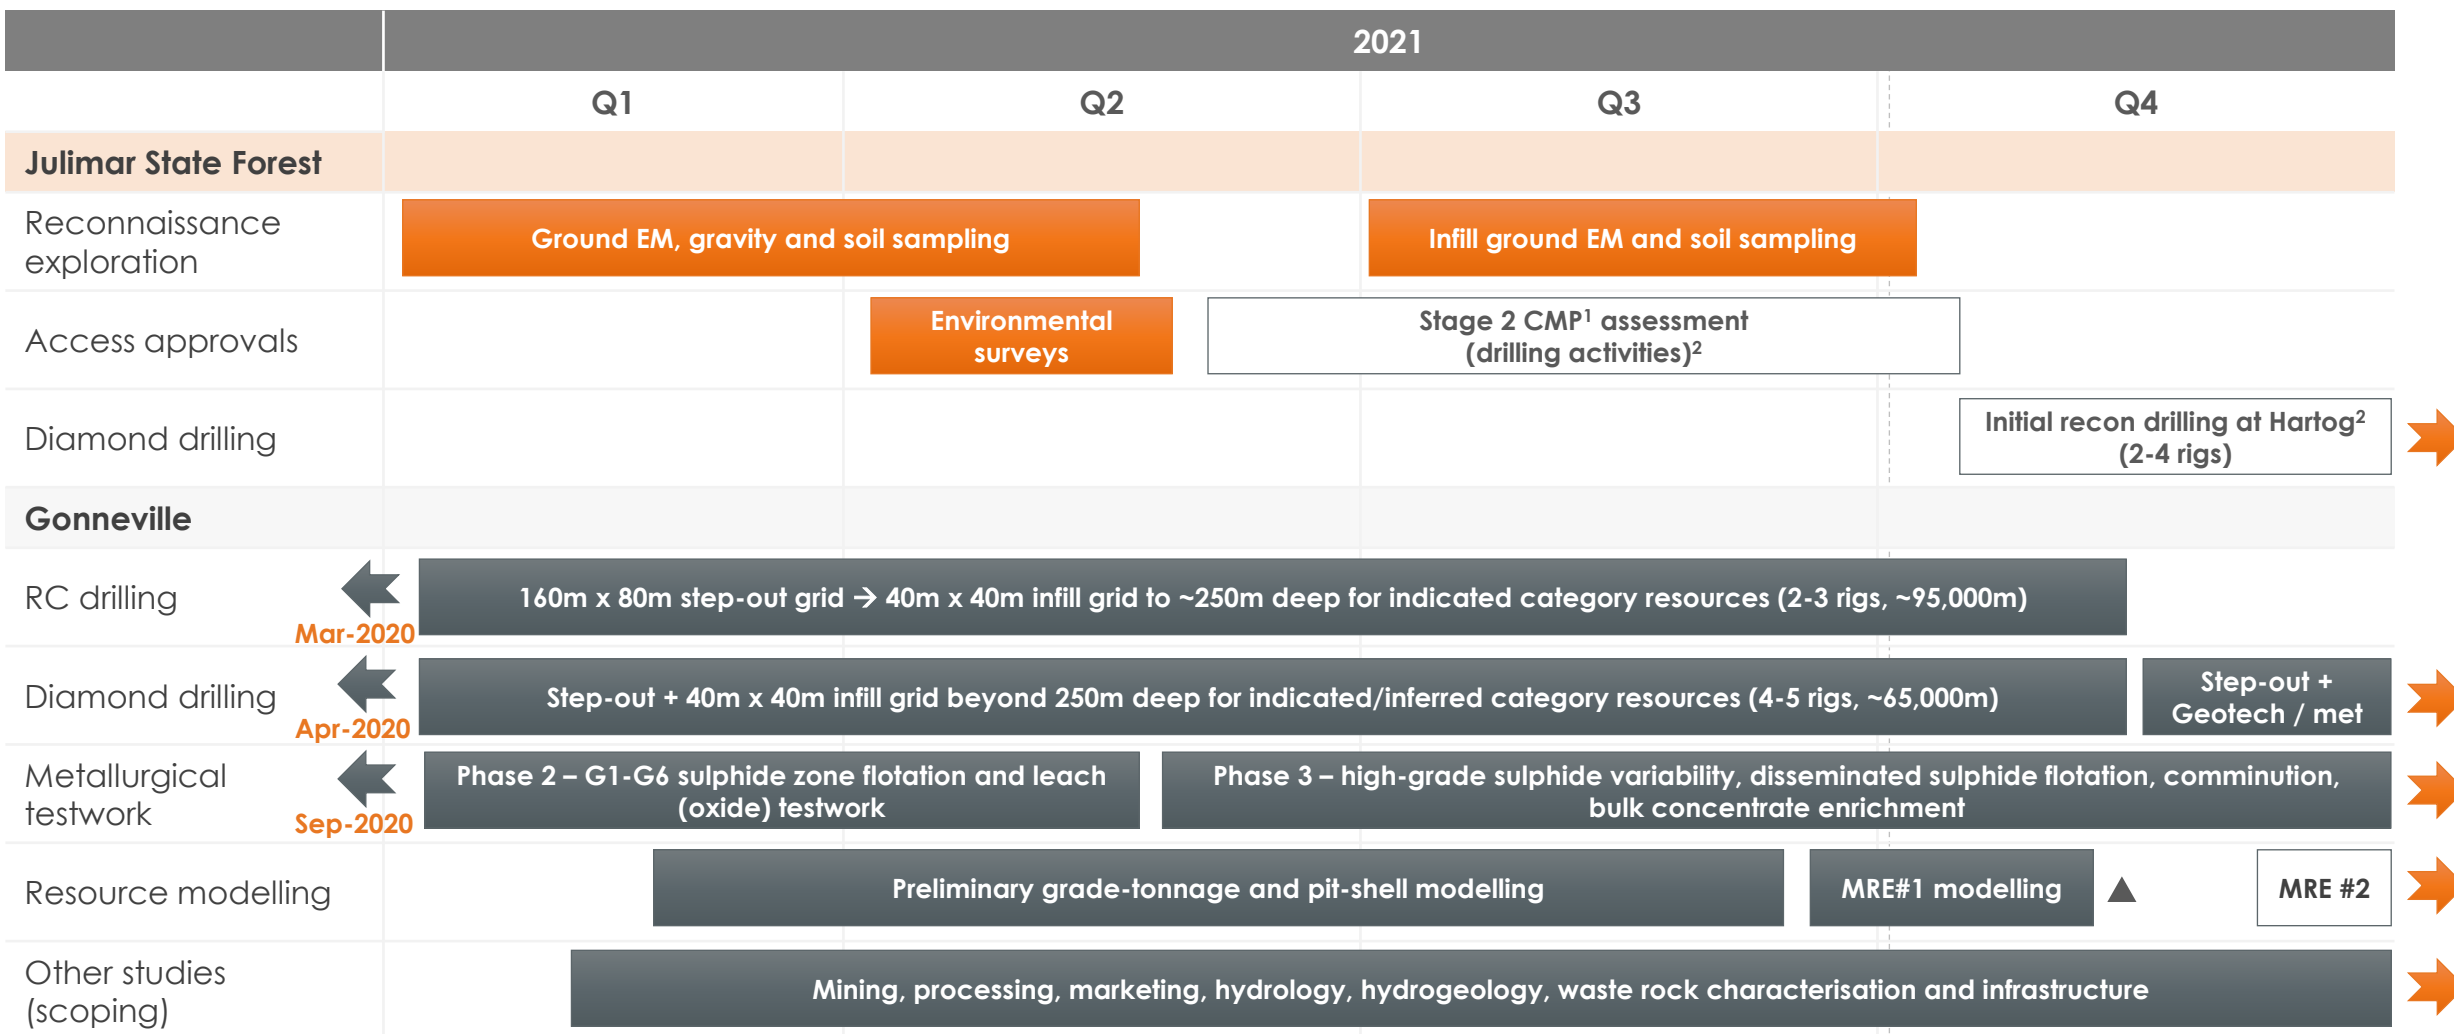 2021
Q1
Q2
Q3
Q4
Julimar State Forest
Reconnaissance
exploration
Ground EM, gravity and soil sampling
Infill ground EM and soil sampling
Access approvals
Environmental
surveys
Stage 2 CMP¹ assessment
(drilling activities)²
Diamond drilling
Initial recon drilling at Hartog²
(2-4 rigs)
Gonneville
RC drilling
Mar-2020
160m x 80m step-out grid → 40m x 40m infill grid to ~250m deep for indicated category resources (2-3 rigs, ~95,000m)
Diamond drilling
Apr-2020
Step-out + 40m x 40m infill grid beyond 250m deep for indicated/inferred category resources (4-5 rigs, ~65,000m)
Step-out +
Geotech / met
Metallurgical
testwork
Sep-2020
Phase 2 – G1-G6 sulphide zone flotation and leach
(oxide) testwork
Phase 3 – high-grade sulphide variability, disseminated sulphide flotation, comminution,
bulk concentrate enrichment
Resource modelling
Preliminary grade-tonnage and pit-shell modelling
MRE#1 modelling
MRE #2
Other studies
(scoping)
Mining, processing, marketing, hydrology, hydrogeology, waste rock characterisation and infrastructure